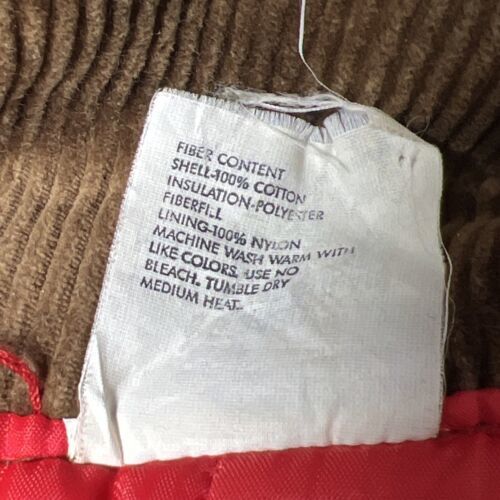 FIBER CONTENT
SHELL-100% COTTON
INSULATION-POLYESTER
FIBERFILL
LINING-100% NYLON
MACHINE WASH WARM WITH
LIKE COLORS. USE NO
BLEACH. TUMBLE DRY
MEDIUM HEAT.